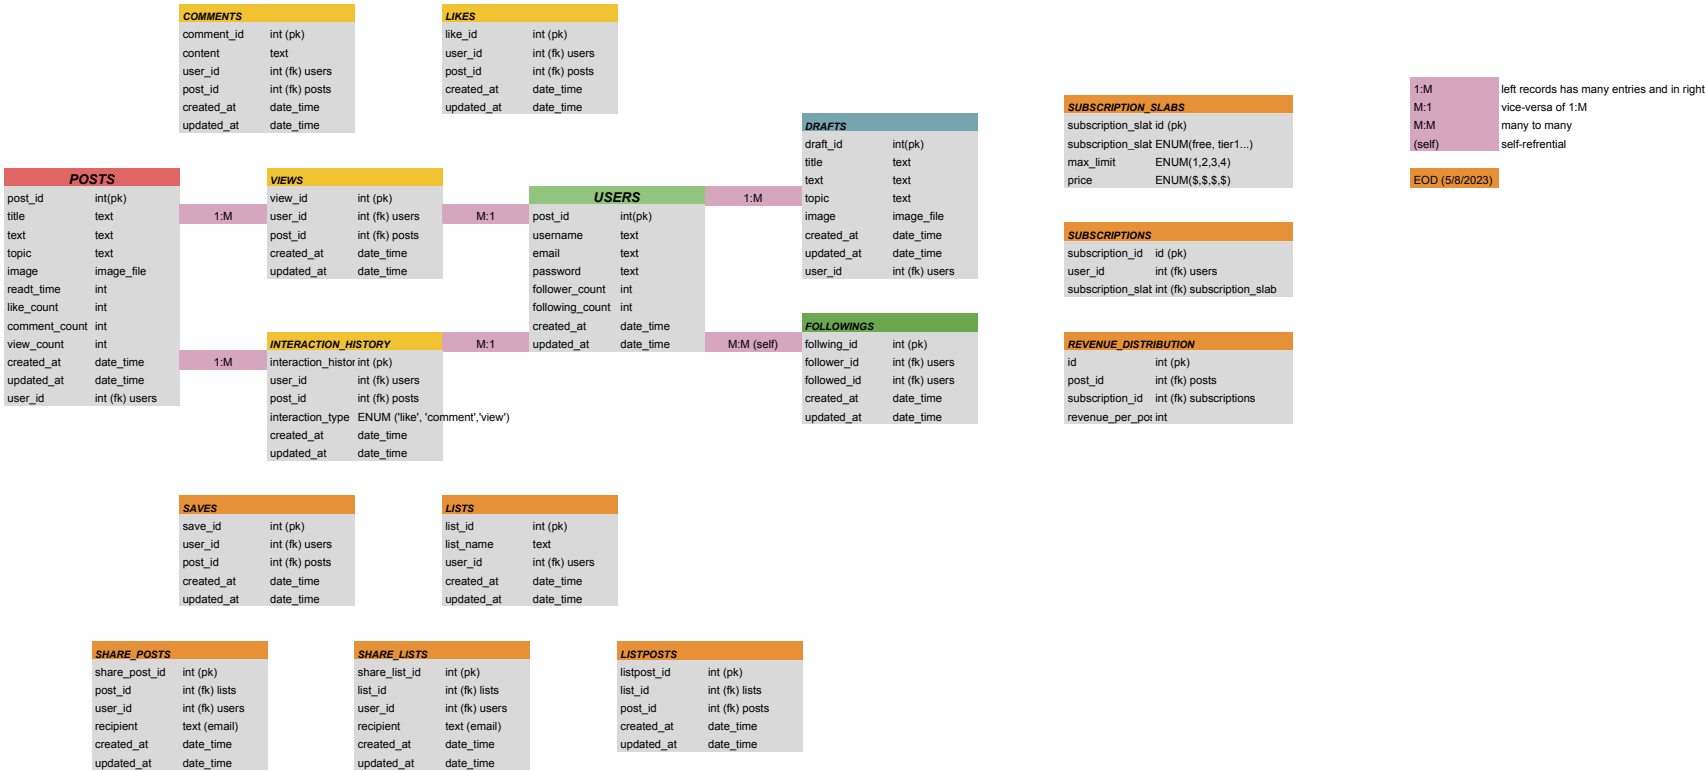 COMMENTS
comment_id int (pk)
content text
user_id int (fk) users
post_id int (fk) posts
created_at date_time
updated_at date_time
LIKES
like_id int (pk)
user_id int (fk) users
post_id int (fk) posts
created_at date_time
updated_at date_time
POSTS
post_id int(pk)
title text
text text
topic text
image image_file
readt_time int
like_count int
comment_count int
view_count int
created_at date_time
updated_at date_time
user_id int (fk) users
1:M
1:M
VIEWS
view_id int (pk)
user_id int (fk) users
post_id int (fk) posts
created_at date_time
updated_at date_time
INTERACTION_HISTORY
interaction_histor int (pk)
user_id int (fk) users
post_id int (fk) posts
interaction_type ENUM ('like', 'comment','view')
created_at date_time
updated_at date_time
M:1
M:1
USERS
post_id int(pk)
username text
email text
password text
follower_count int
following_count int
created_at date_time
updated_at date_time
1:M
M:M (self)
DRAFTS
draft_id int(pk)
title text
text text
topic text
image image_file
created_at date_time
updated_at date_time
user_id int (fk) users
FOLLOWINGS
follwing_id int (pk)
follower_id int (fk) users
followed_id int (fk) users
created_at date_time
updated_at date_time
SUBSCRIPTION_SLABS
subscription_slat id (pk)
subscription_slat ENUM(free, tier1...)
max_limit ENUM(1,2,3,4)
price ENUM($,$,$,$)
SUBSCRIPTIONS
subscription_id id (pk)
user_id int (fk) users
subscription_slat int (fk) subscription_slab
REVENUE_DISTRIBUTION
id int (pk)
post_id int (fk) posts
subscription_id int (fk) subscriptions
revenue_per_pos int
1:M left records has many entries and in right
M:1 vice-versa of 1:M
M:M many to many
(self) self-refrential
EOD (5/8/2023)
SAVES
save_id int (pk)
user_id int (fk) users
post_id int (fk) posts
created_at date_time
updated_at date_time
LISTS
list_id int (pk)
list_name text
user_id int (fk) users
created_at date_time
updated_at date_time
SHARE_POSTS
share_post_id int (pk)
post_id int (fk) lists
user_id int (fk) users
recipient text (email)
created_at date_time
updated_at date_time
SHARE_LISTS
share_list_id int (pk)
list_id int (fk) lists
user_id int (fk) users
recipient text (email)
created_at date_time
updated_at date_time
LISTPOSTS
listpost_id int (pk)
list_id int (fk) lists
post_id int (fk) posts
created_at date_time
updated_at date_time